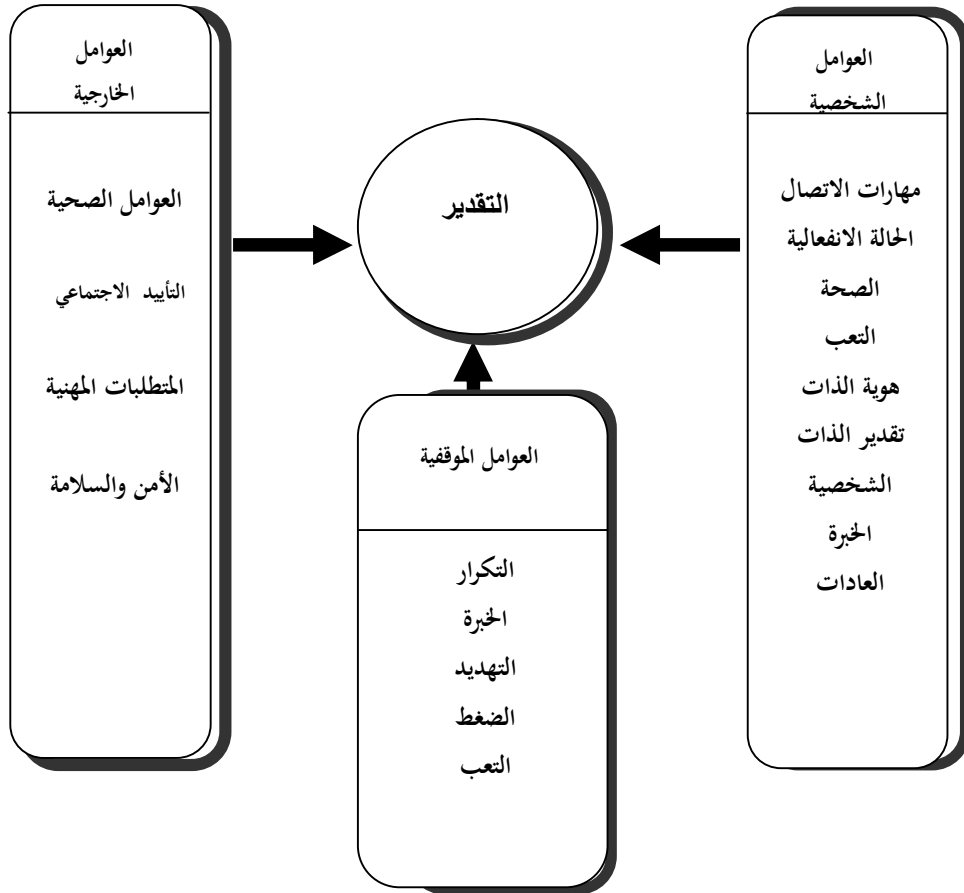 العوامل
الشخصية
مهارات الاتصال
الحالة الانفعالية
الصحة
التعب
هوية الذات
تقدير الذات
الشخصية
الخبرة
العادات
التقدير
العوامل الموقفية
التكرار
الخبرة
التهديد
الضغط
التعب
العوامل
الخارجية
العوامل الصحية
التأييد الاجتماعي
المتطلبات المهنية
الأمن والسلامة